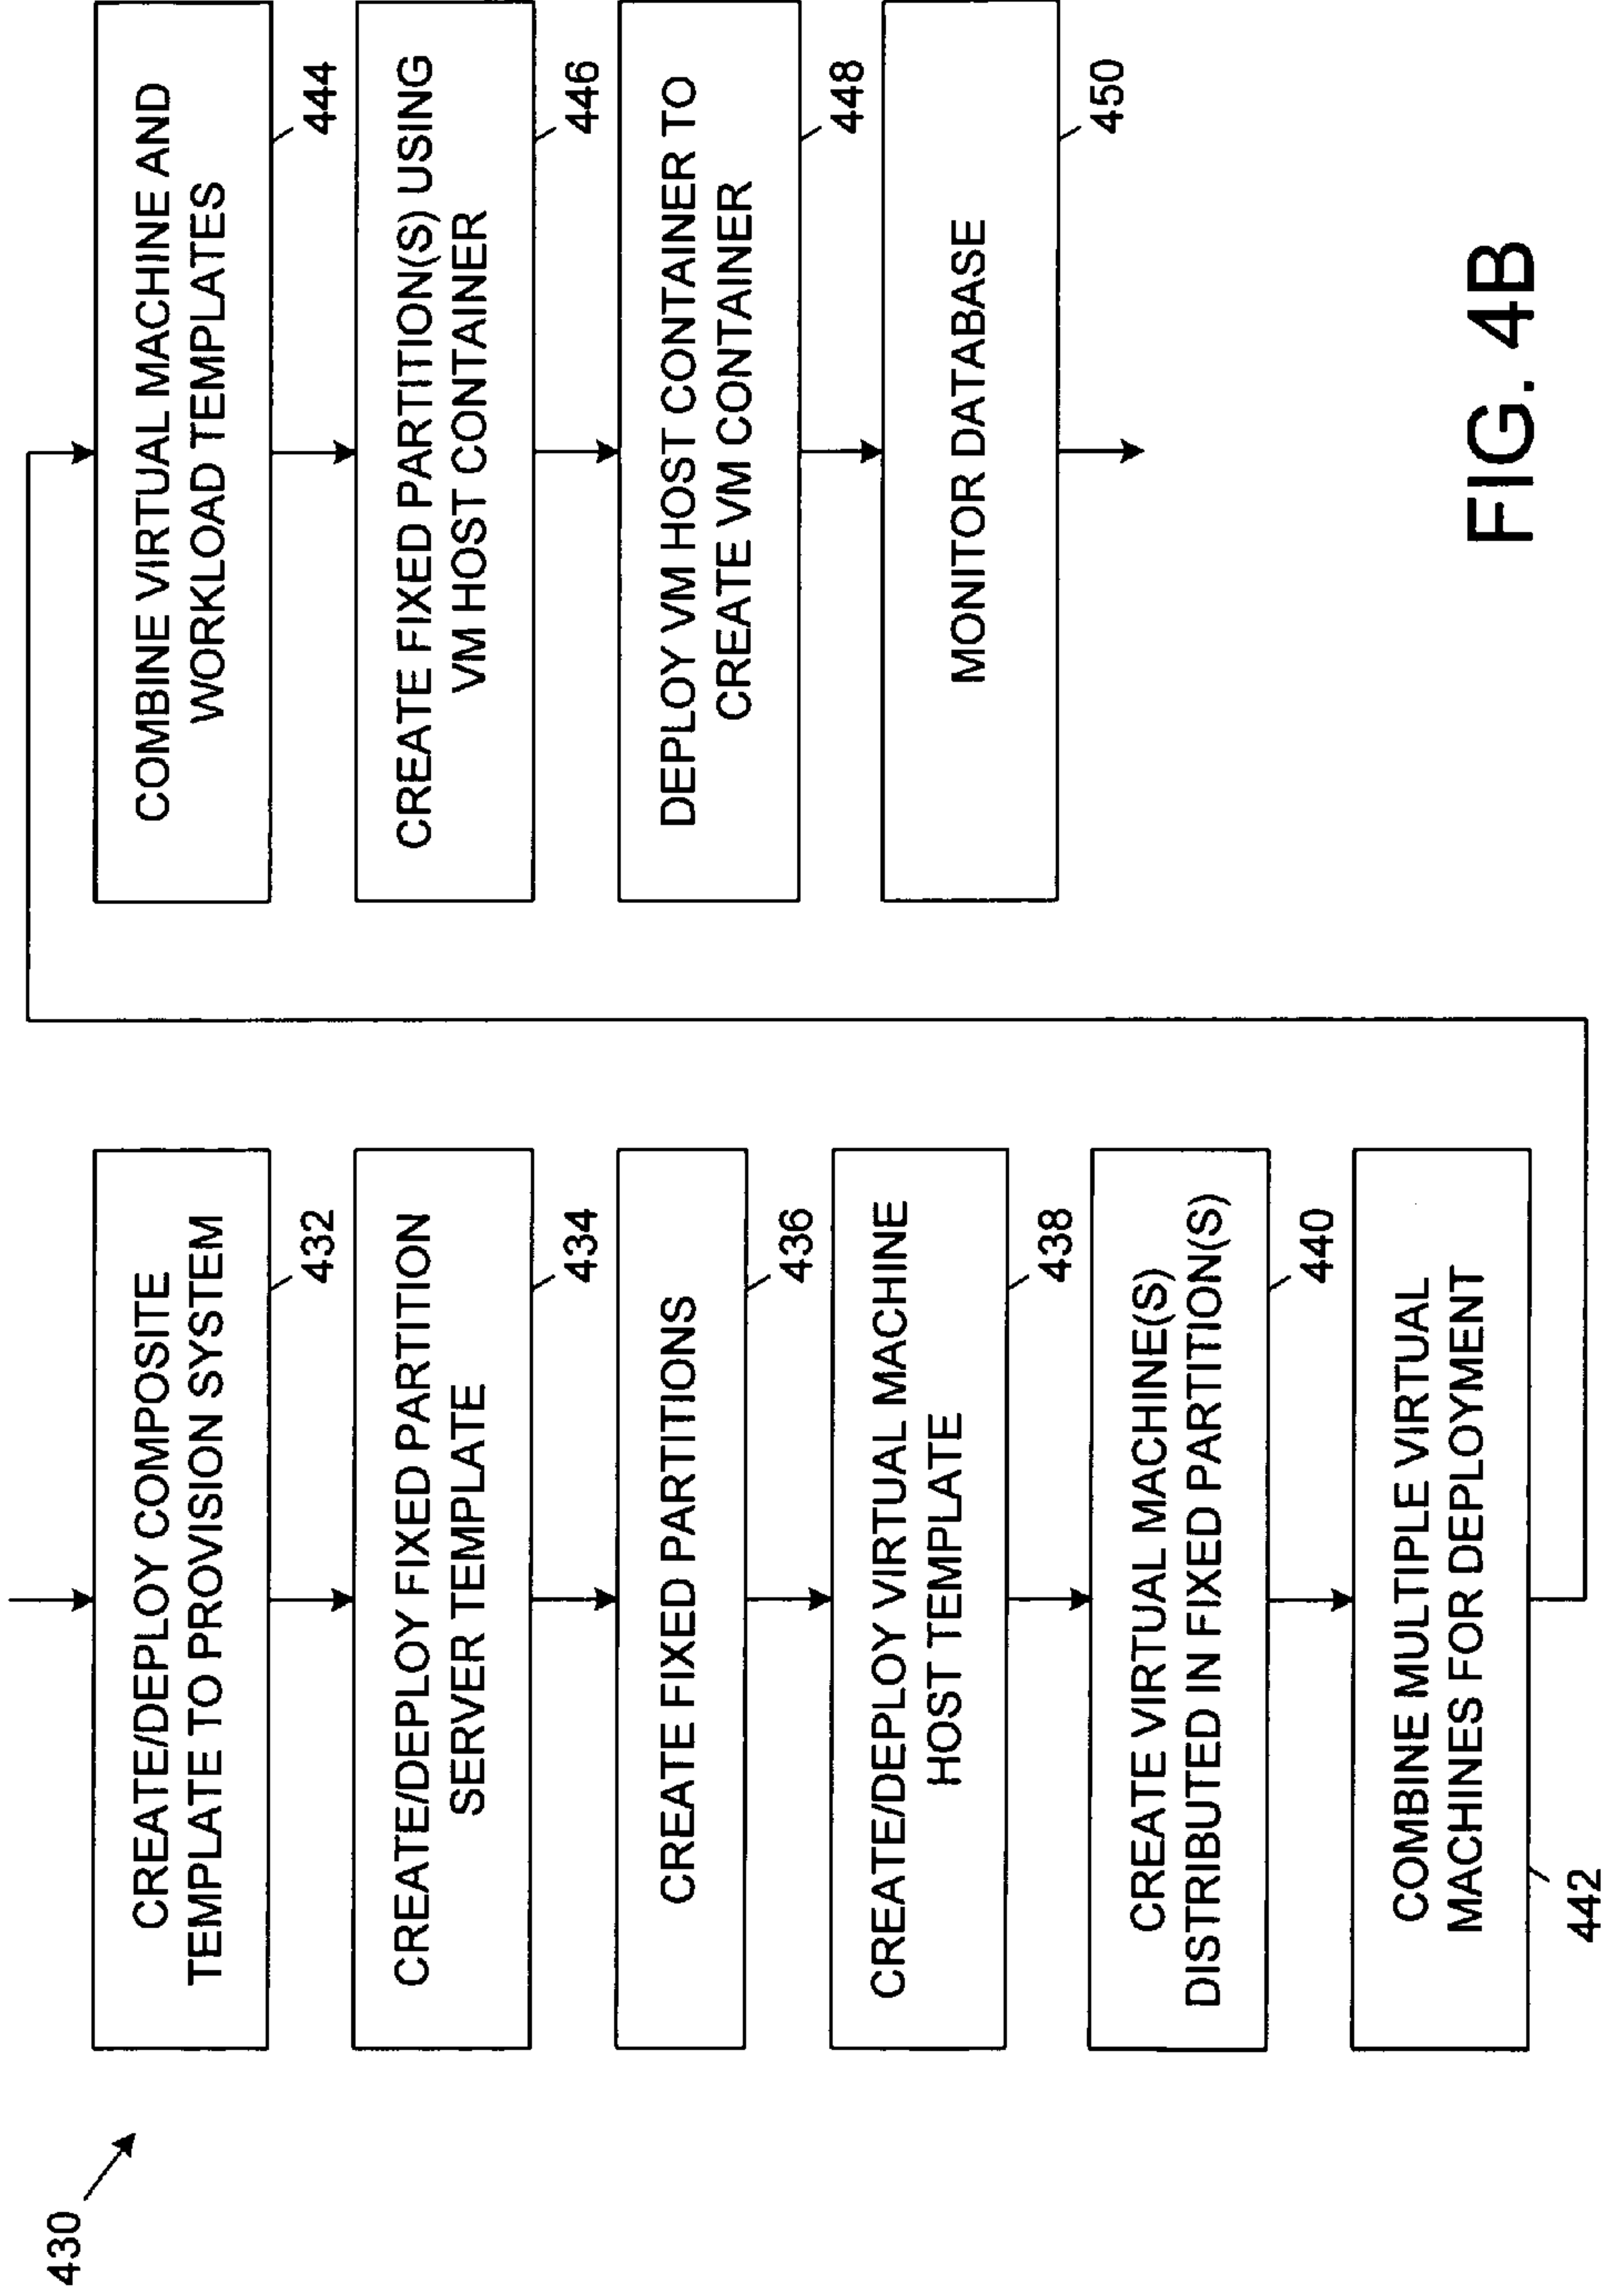 430
CREATE/DEPLOY COMPOSITE
TEMPLATE TO PROVISION SYSTEM
432
CREATE/DEPLOY FIXED PARTITION
SERVER TEMPLATE
434
CREATE FIXED PARTITIONS
436
CREATE/DEPLOY VIRTUAL MACHINE
HOST TEMPLATE
438
CREATE VIRTUAL MACHINE(S)
DISTRIBUTED IN FIXED PARTITION(S)
440
COMBINE MULTIPLE VIRTUAL
MACHINES FOR DEPLOYMENT
442
COMBINE VIRTUAL MACHINE AND
WORKLOAD TEMPLATES
444
CREATE FIXED PARTITION(S) USING
VM HOST CONTAINER
446
DEPLOY VM HOST CONTAINER TO
CREATE VM CONTAINER
448
MONITOR DATABASE
450
FIG. 4B